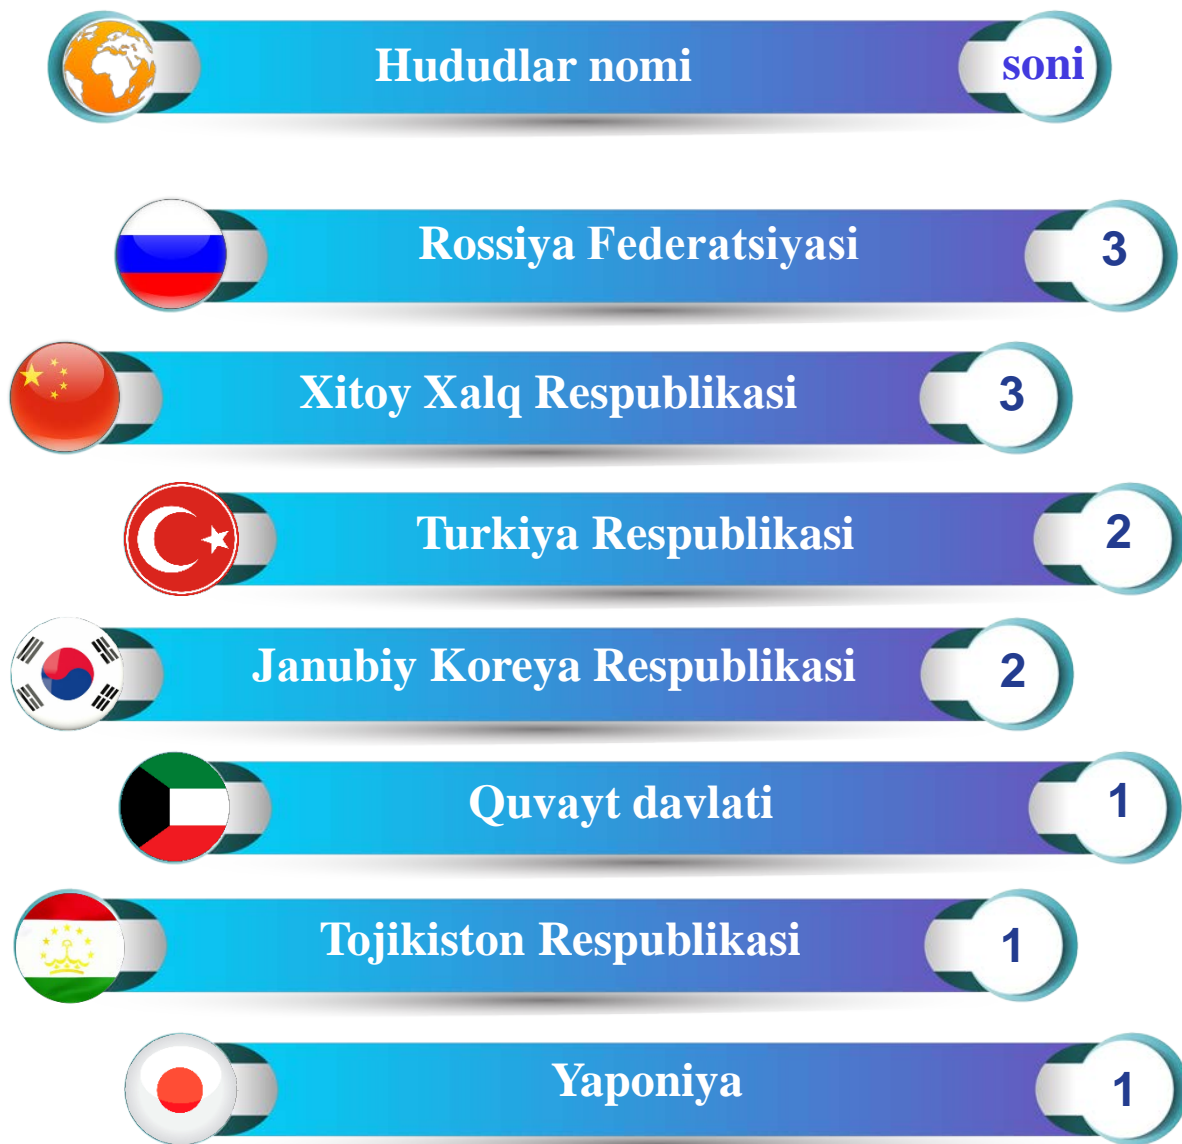 Hududlar nomi soni
Rossiya Federatsiyasi 3
Xitoy Xalq Respublikasi 3
Turkiya Respublikasi 2
Janubiy Koreya Respublikasi 2
Quvayt davlati 1
Tojikiston Respublikasi 1
Yaponiya 1